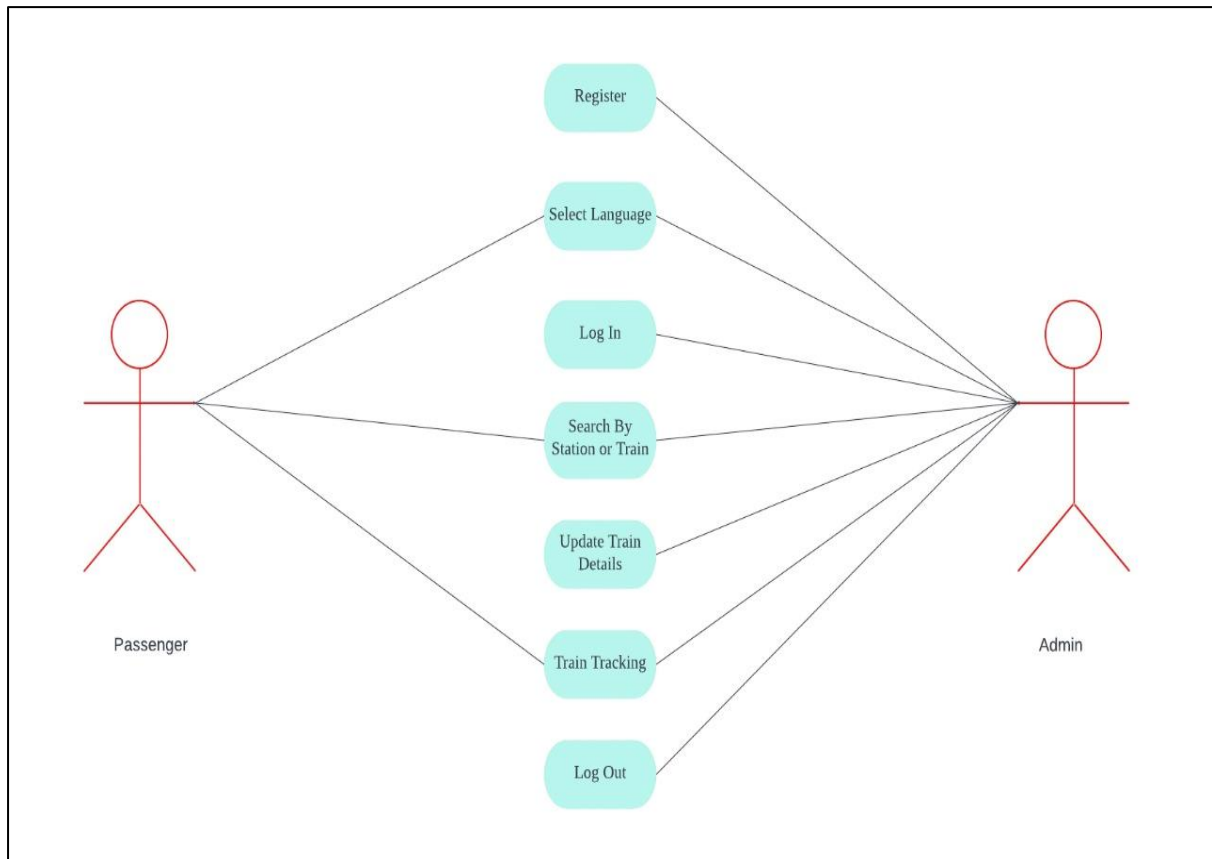 Register
Select Language
Log In
Search By
Station or Train
Update Train
Details
Train Tracking
Log Out
Passenger
Admin